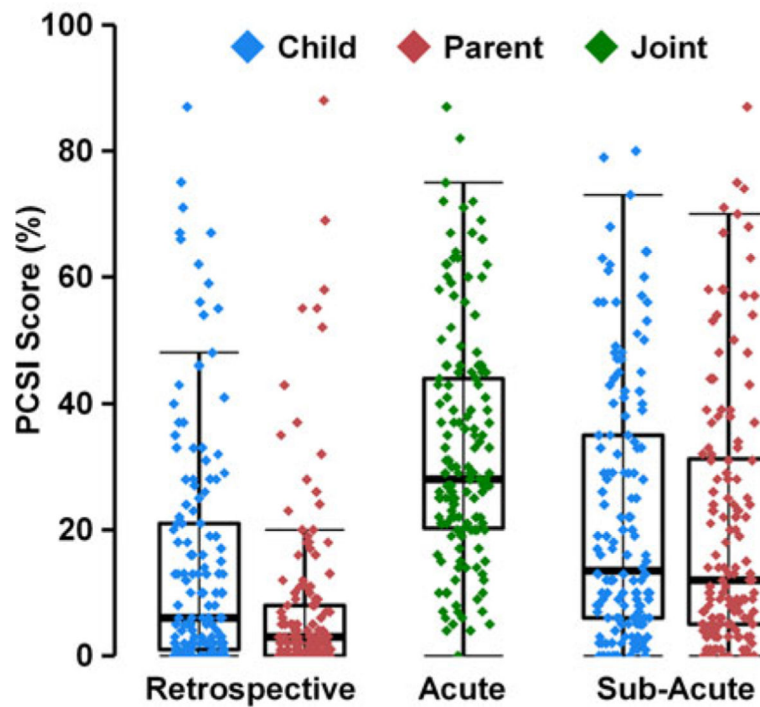 100
Child Parent Joint
80
60
40
20
0
PCSI Score (%)
Retrospective Acute Sub-Acute